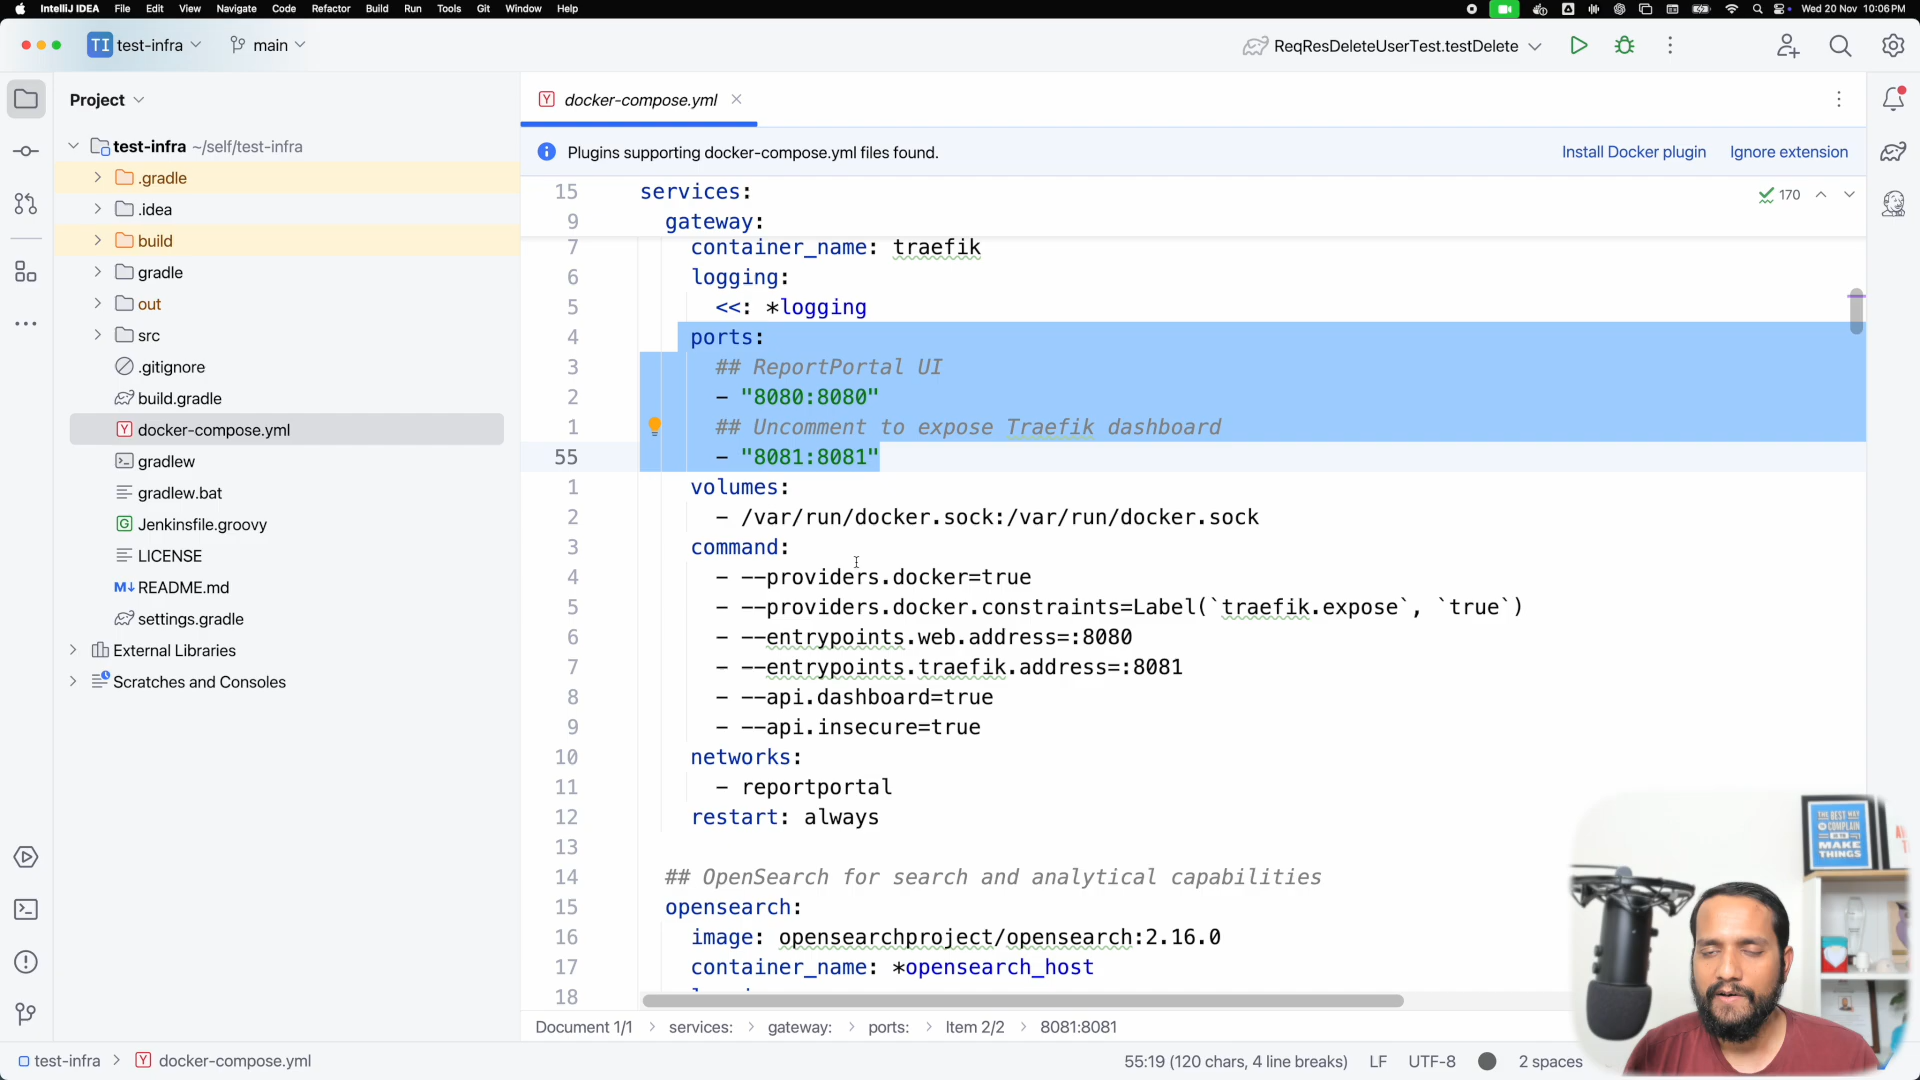 IntelliJ IDEA File Edit View Navigate Code Refactor Build Run Tools Git Window Help Wed 20 Nov 10:06 PM
TI test-infra main ReqResDeleteUserTest.testDelete
Project
docker-compose.yml
test-infra ~/self/test-infra
Plugins supporting docker-compose.yml files found. Install Docker plugin Ignore extension
.gradle
.idea
build
gradle
out
src
.gitignore
build.gradle
docker-compose.yml
gradlew
gradlew.bat
Jenkinsfile.groovy
LICENSE
README.md
settings.gradle
External Libraries
Scratches and Consoles
170
15 services:
9 gateway:
7 container_name: traefik
6 logging:
5 <<: *logging
4 ports:
3 ## ReportPortal UI
2 - "8080:8080"
1 ## Uncomment to expose Traefik dashboard
55 - "8081:8081"
1 volumes:
2 - /var/run/docker.sock:/var/run/docker.sock
3 command:
4 - --providers.docker=true
5 - --providers.docker.constraints=Label(`traefik.expose`, `true`)
6 - --entrypoints.web.address=:8080
7 - --entrypoints.traefik.address=:8081
8 - --api.dashboard=true
9 - --api.insecure=true
10 networks:
11 - reportportal
12 restart: always
13
14 ## OpenSearch for search and analytical capabilities
15 opensearch:
16 image: opensearchproject/opensearch:2.16.0
17 container_name: *opensearch_host
18
THE BEST WAY
TO COMPLAIN
IS TO
MAKE
THINGS
Document 1/1 services: gateway: ports: Item 2/2 8081:8081
test-infra docker-compose.yml 55:19 (120 chars, 4 line breaks) LF UTF-8 2 spaces